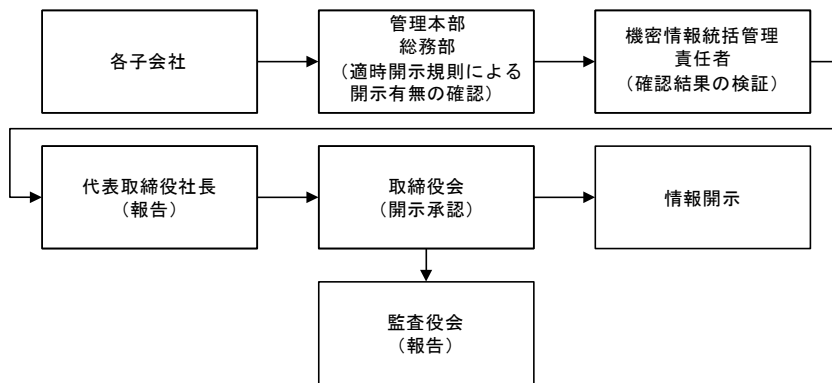 各子会社
管理本部
総務部
（適時開示規則による
開示有無の確認）
機密情報統括管理
責任者
（確認結果の検証）
代表取締役社長
（報告）
取締役会
（開示承認）
情報開示
監査役会
（報告）